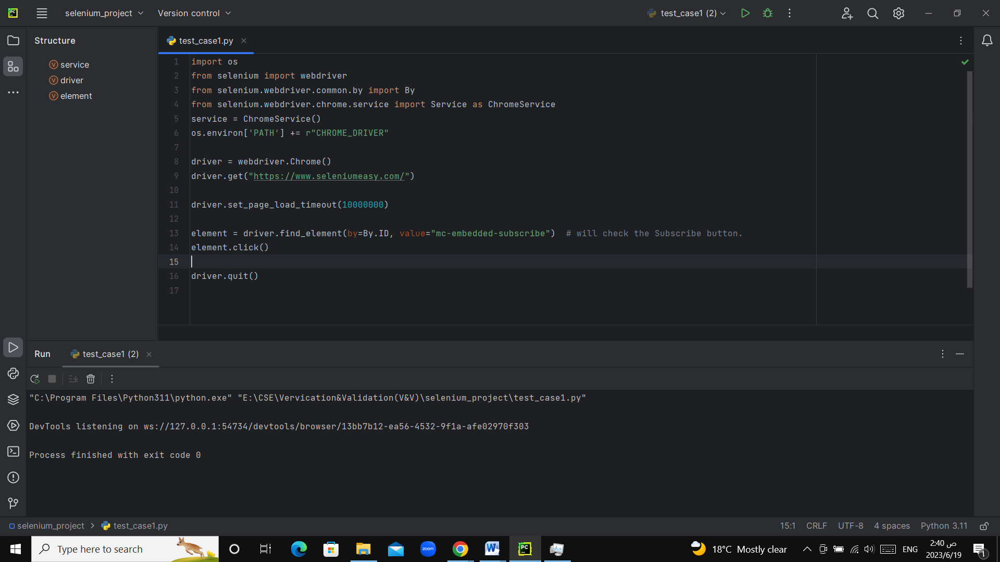 selenium_project
Version control
test_case1 (2)
Structure
service
driver
element
test_case1.py
1 import os
2 from selenium import webdriver
3 from selenium.webdriver.common.by import By
4 from selenium.webdriver.chrome.service import Service as ChromeService
5 service = ChromeService()
6 os.environ['PATH'] += r"CHROME_DRIVER"
7
8 driver = webdriver.Chrome()
9 driver.get("https://www.seleniumeasy.com/")
10
11 driver.set_page_load_timeout(10000000)
12
13 element = driver.find_element(by=By.ID, value="mc-embedded-subscribe")  # will check the Subscribe button.
14 element.click()
15
16 driver.quit()
17
Run
test_case1 (2)
"C:\Program Files\Python311\python.exe" "E:\CSE\Vervication&Validation(V&V)\selenium_project\test_case1.py"
DevTools listening on ws://127.0.0.1:54734/devtools/browser/13bb7b12-ea56-4532-9f1a-afe02970f303
Process finished with exit code 0
selenium_project > test_case1.py
15:1 CRLF UTF-8 4 spaces Python 3.11
Type here to search
zoom
PC
18°C Mostly clear
ENG
2:40 ص
2023/6/19
1